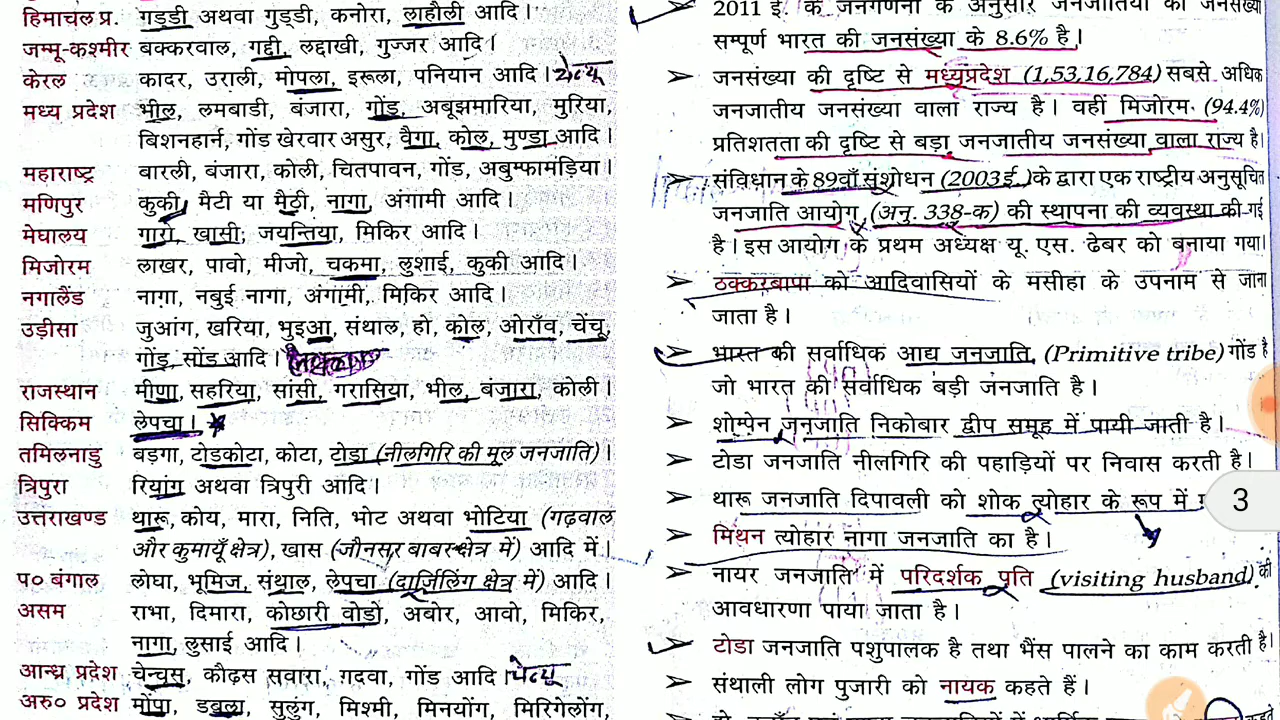 हिमाचल प्र. गड्डी अथवा गुड्डी, कनोरा, लाहौली आदि।
जम्मू-कश्मीर बक्करवाल, गद्दी, लद्दाखी, गुज्जर आदि।
केरल कादर, उराली, मोपला, इरूला, पनियान आदि।
मध्य प्रदेश भील, लमबाडी, बंजारा, गोंड, अबूझमारिया, मुरिया,
बिशनहार्न, गोंड खेरवार असुर, वैगा, कोल, मुण्डा आदि।
महाराष्ट्र बारली, बंजारा, कोली, चितपावन, गोंड, अबुम्फामंड़िया।
मणिपुर कुकी, मैटी या मैठी, नागा, अंगामी आदि।
मेघालय गारो, खासी, जयन्तिया, मिकिर आदि।
मिजोरम लाखर, पावो, मीजो, चकमा, लुशाई, कुकी आदि।
नगालैंड नागा, नबुई नागा, अंगामी, मिकिर आदि।
उड़ीसा जुआंग, खरिया, भुइआ, संथाल, हो, कोल, ओराँव, चेंचू,
गोंड, सोंड आदि।
राजस्थान मीणा, सहरिया, सांसी, गरासिया, भील, बंजारा, कोली।
सिक्किम लेपचा।
तमिलनाडु बड़गा, टोडकोटा, कोटा, टोडा (नीलगिरि की मूल जनजाति)।
त्रिपुरा रियांग अथवा त्रिपुरी आदि।
उत्तराखण्ड थारू, कोय, मारा, निति, भोट अथवा भोटिया (गढ़वाल
और कुमायूँ क्षेत्र), खास (जौनसर बाबर क्षेत्र में) आदि में।
प० बंगाल लोघा, भूमिज, संथाल, लेपचा (दार्जिलिंग क्षेत्र में) आदि।
असम राभा, दिमारा, कोछारी वोडो, अबोर, आवो, मिकिर,
नागा, लुसाई आदि।
आन्ध्र प्रदेश चेन्चुस, कौढ़स सवारा, गदवा, गोंड आदि।
अरु० प्रदेश मोंपा, डबला, सुलुंग, मिश्मी, मिनयोंग, मिरिगेलोंग,
2011 ई. के जनगणना के अनुसार जनजातियों की जनसंख्या
सम्पूर्ण भारत की जनसंख्या के 8.6% है।
➢ जनसंख्या की दृष्टि से मध्यप्रदेश (1,53,16,784) सबसे अधिक
जनजातीय जनसंख्या वाला राज्य है। वहीं मिजोरम (94.4%)
प्रतिशतता की दृष्टि से बड़ा जनजातीय जनसंख्या वाला राज्य है।
➢ संविधान के 89वाँ संशोधन (2003ई.) के द्वारा एक राष्ट्रीय अनुसूचित
जनजाति आयोग (अनु. 338-क) की स्थापना की व्यवस्था की गई
है। इस आयोग के प्रथम अध्यक्ष यू. एस. ढेबर को बनाया गया।
➢ ठक्करबापा को आदिवासियों के मसीहा के उपनाम से जाना
जाता है।
➢ भारत की सर्वाधिक आद्य जनजाति (Primitive tribe) गोंड है
जो भारत की सर्वाधिक बड़ी जनजाति है।
➢ शोम्पेन जनजाति निकोबार द्वीप समूह में पायी जाती है।
➢ टोडा जनजाति नीलगिरि की पहाड़ियों पर निवास करती है।
➢ थारू जनजाति दिपावली को शोक त्योहार के रूप में
➢ मिथन त्योहार नागा जनजाति का है।
➢ नायर जनजाति में परिदर्शक पति (visiting husband) की
आवधारणा पाया जाता है।
➢ टोडा जनजाति पशुपालक है तथा भैंस पालने का काम करती है।
➢ संथाली लोग पुजारी को नायक कहते हैं।
3